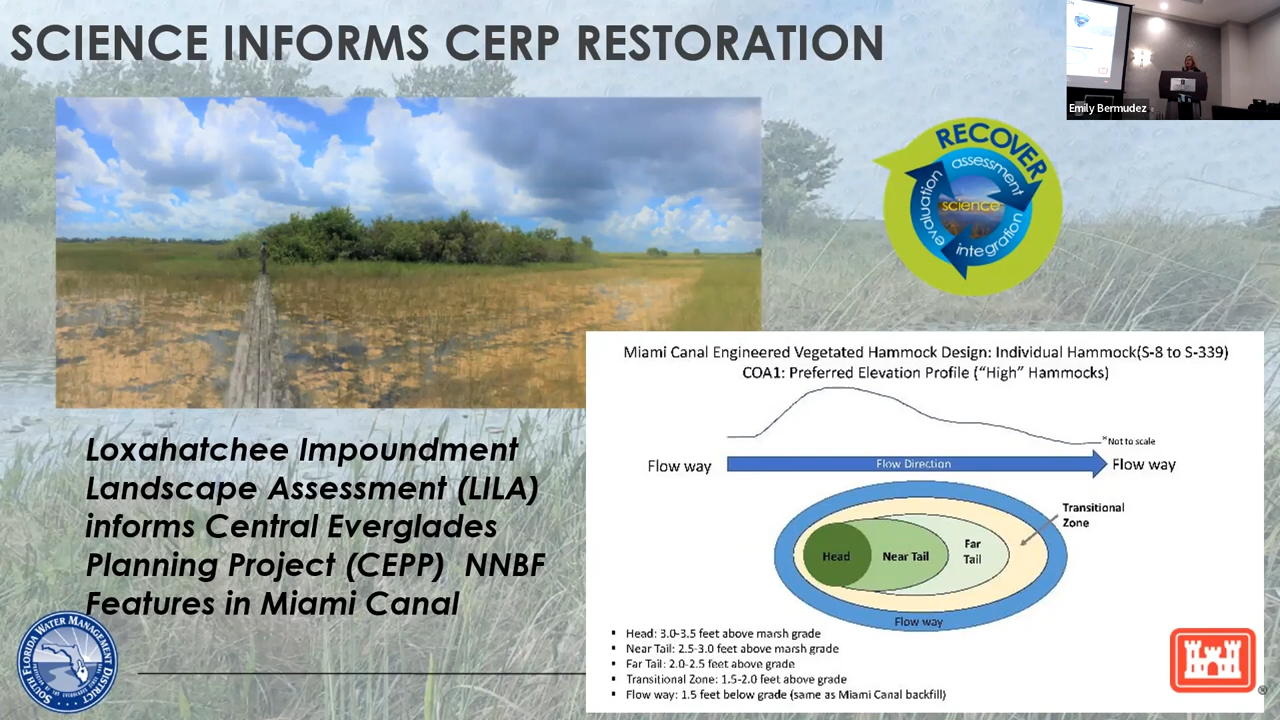 SCIENCE INFORMS CERP RESTORATION
Emily Bermudez
RECOVER
assessment
evaluation
science
integration
Loxahatchee Impoundment
Landscape Assessment (LILA)
informs Central Everglades
Planning Project (CEPP) NNBF
Features in Miami Canal
SOUTH FLORIDA WATER MANAGEMENT DISTRICT
Miami Canal Engineered Vegetated Hammock Design: Individual Hammock(S-8 to S-339)
COA1: Preferred Elevation Profile (“High” Hammocks)
*Not to scale
Flow way
Flow Direction
Flow way
Transitional
Zone
Head
Near Tail
Far
Tail
Flow way
▪ Head: 3.0-3.5 feet above marsh grade
▪ Near Tail: 2.5-3.0 feet above marsh grade
▪ Far Tail: 2.0-2.5 feet above grade
▪ Transitional Zone: 1.5-2.0 feet above grade
▪ Flow way: 1.5 feet below grade (same as Miami Canal backfill)
®